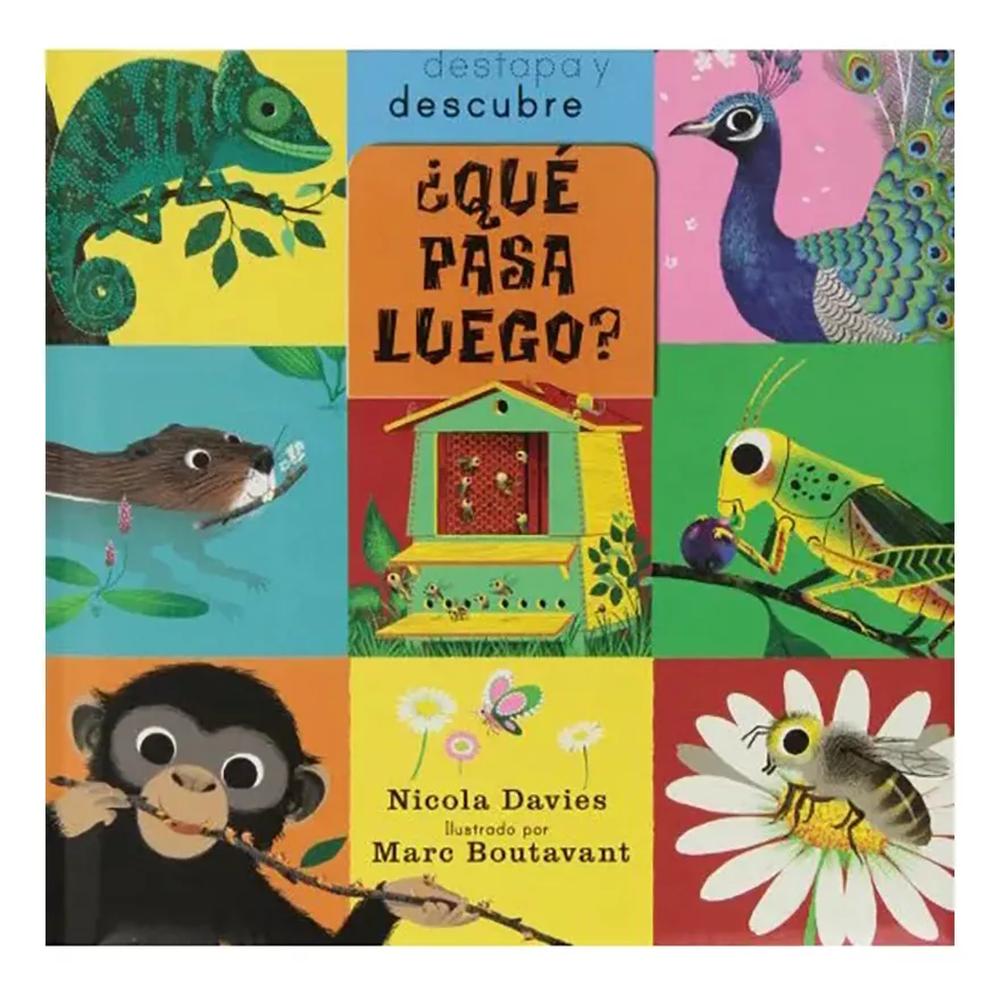 destapa y
descubre
¿QUÉ
PASA
LUEGO?
Nicola Davies
Ilustrado por
Marc Boutavant